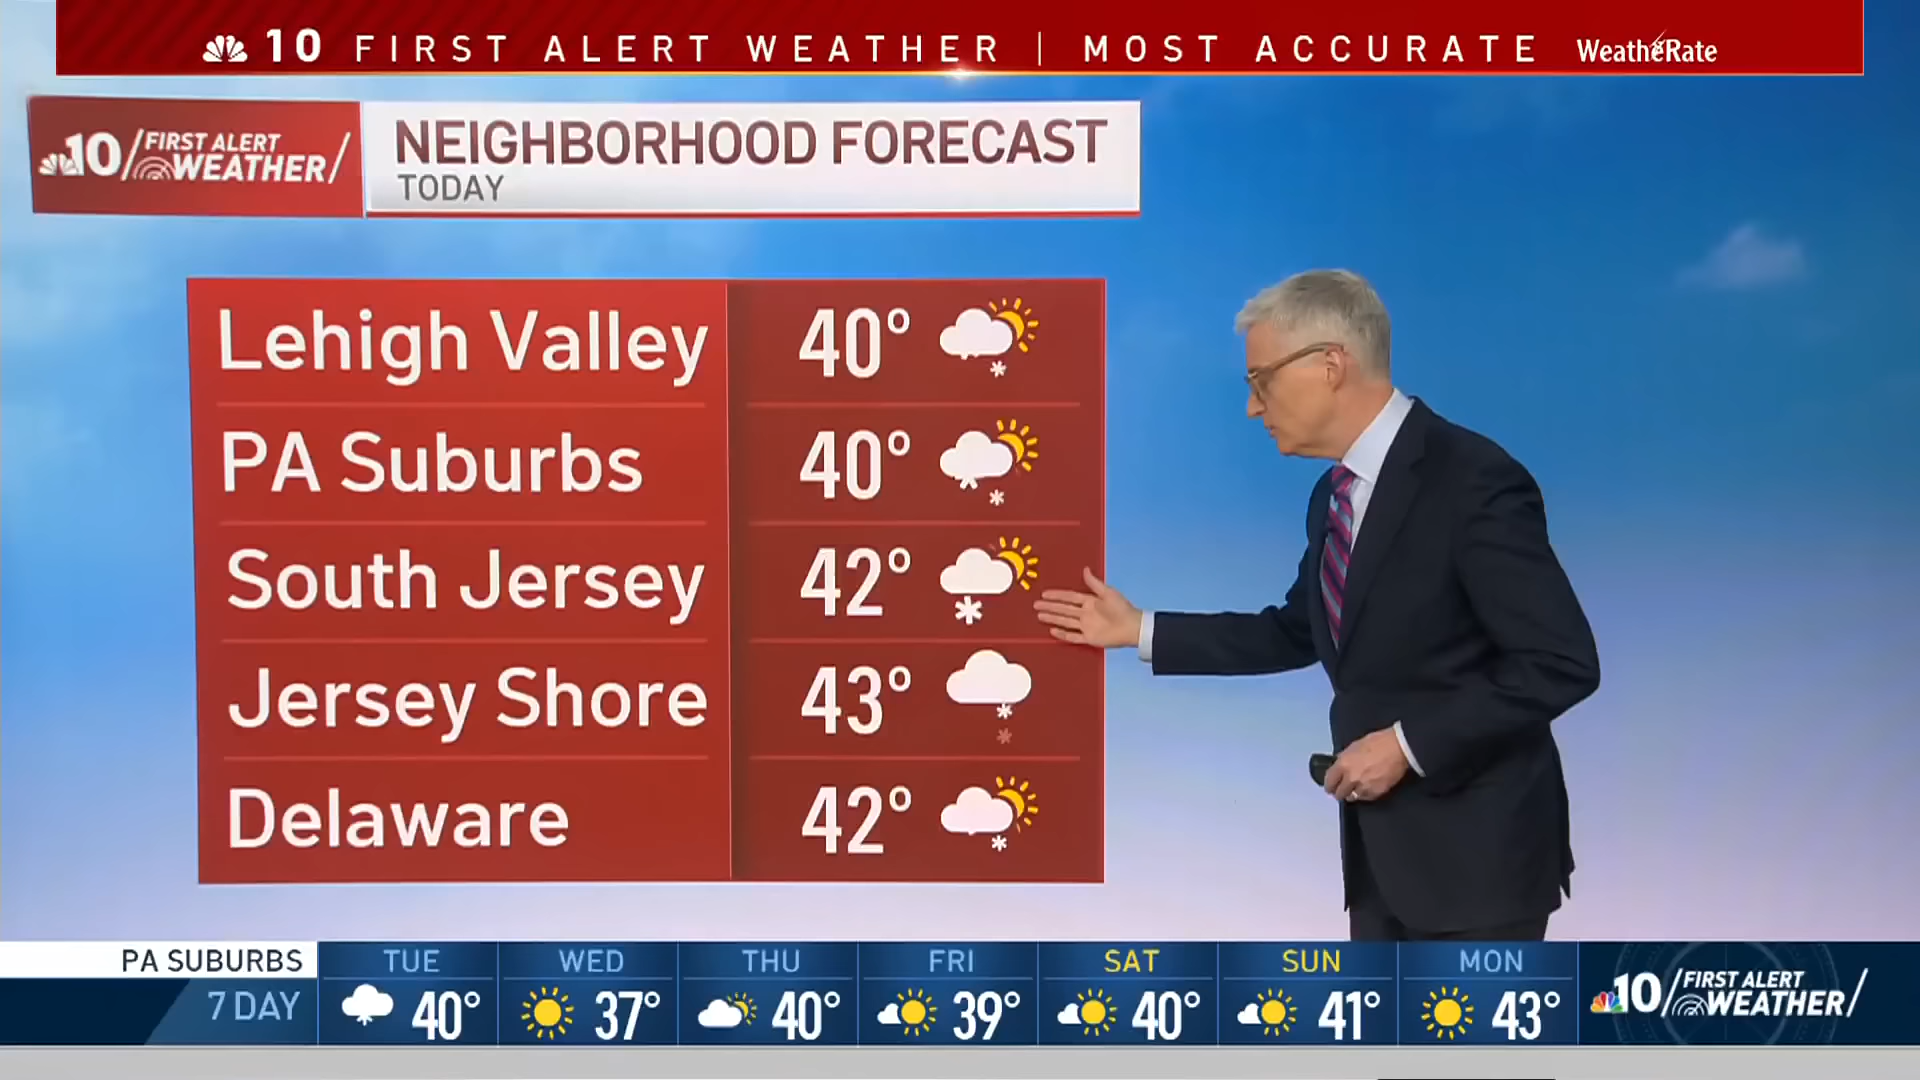 10 FIRST ALERT WEATHER | MOST ACCURATE WeatheRate
10/FIRST ALERT WEATHER/
NEIGHBORHOOD FORECAST
TODAY
Lehigh Valley 40°
PA Suburbs 40°
South Jersey 42°
Jersey Shore 43°
Delaware 42°
PA SUBURBS
7 DAY
TUE 40°
WED 37°
THU 40°
FRI 39°
SAT 40°
SUN 41°
MON 43°
10/FIRST ALERT WEATHER/